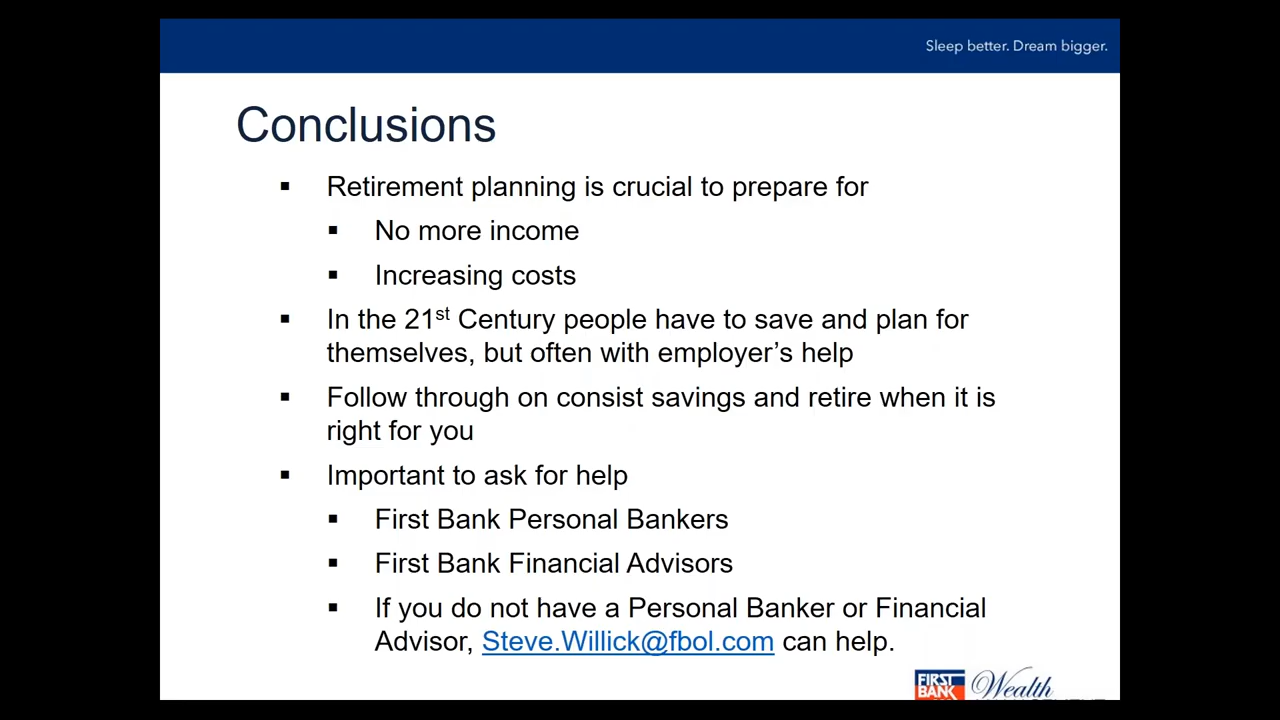 Sleep better. Dream bigger.
Conclusions
▪ Retirement planning is crucial to prepare for
▪ No more income
▪ Increasing costs
▪ In the 21st Century people have to save and plan for
themselves, but often with employer’s help
▪ Follow through on consist savings and retire when it is
right for you
▪ Important to ask for help
▪ First Bank Personal Bankers
▪ First Bank Financial Advisors
▪ If you do not have a Personal Banker or Financial
Advisor, Steve.Willick@fbol.com can help.
FIRST
BANK
Wealth